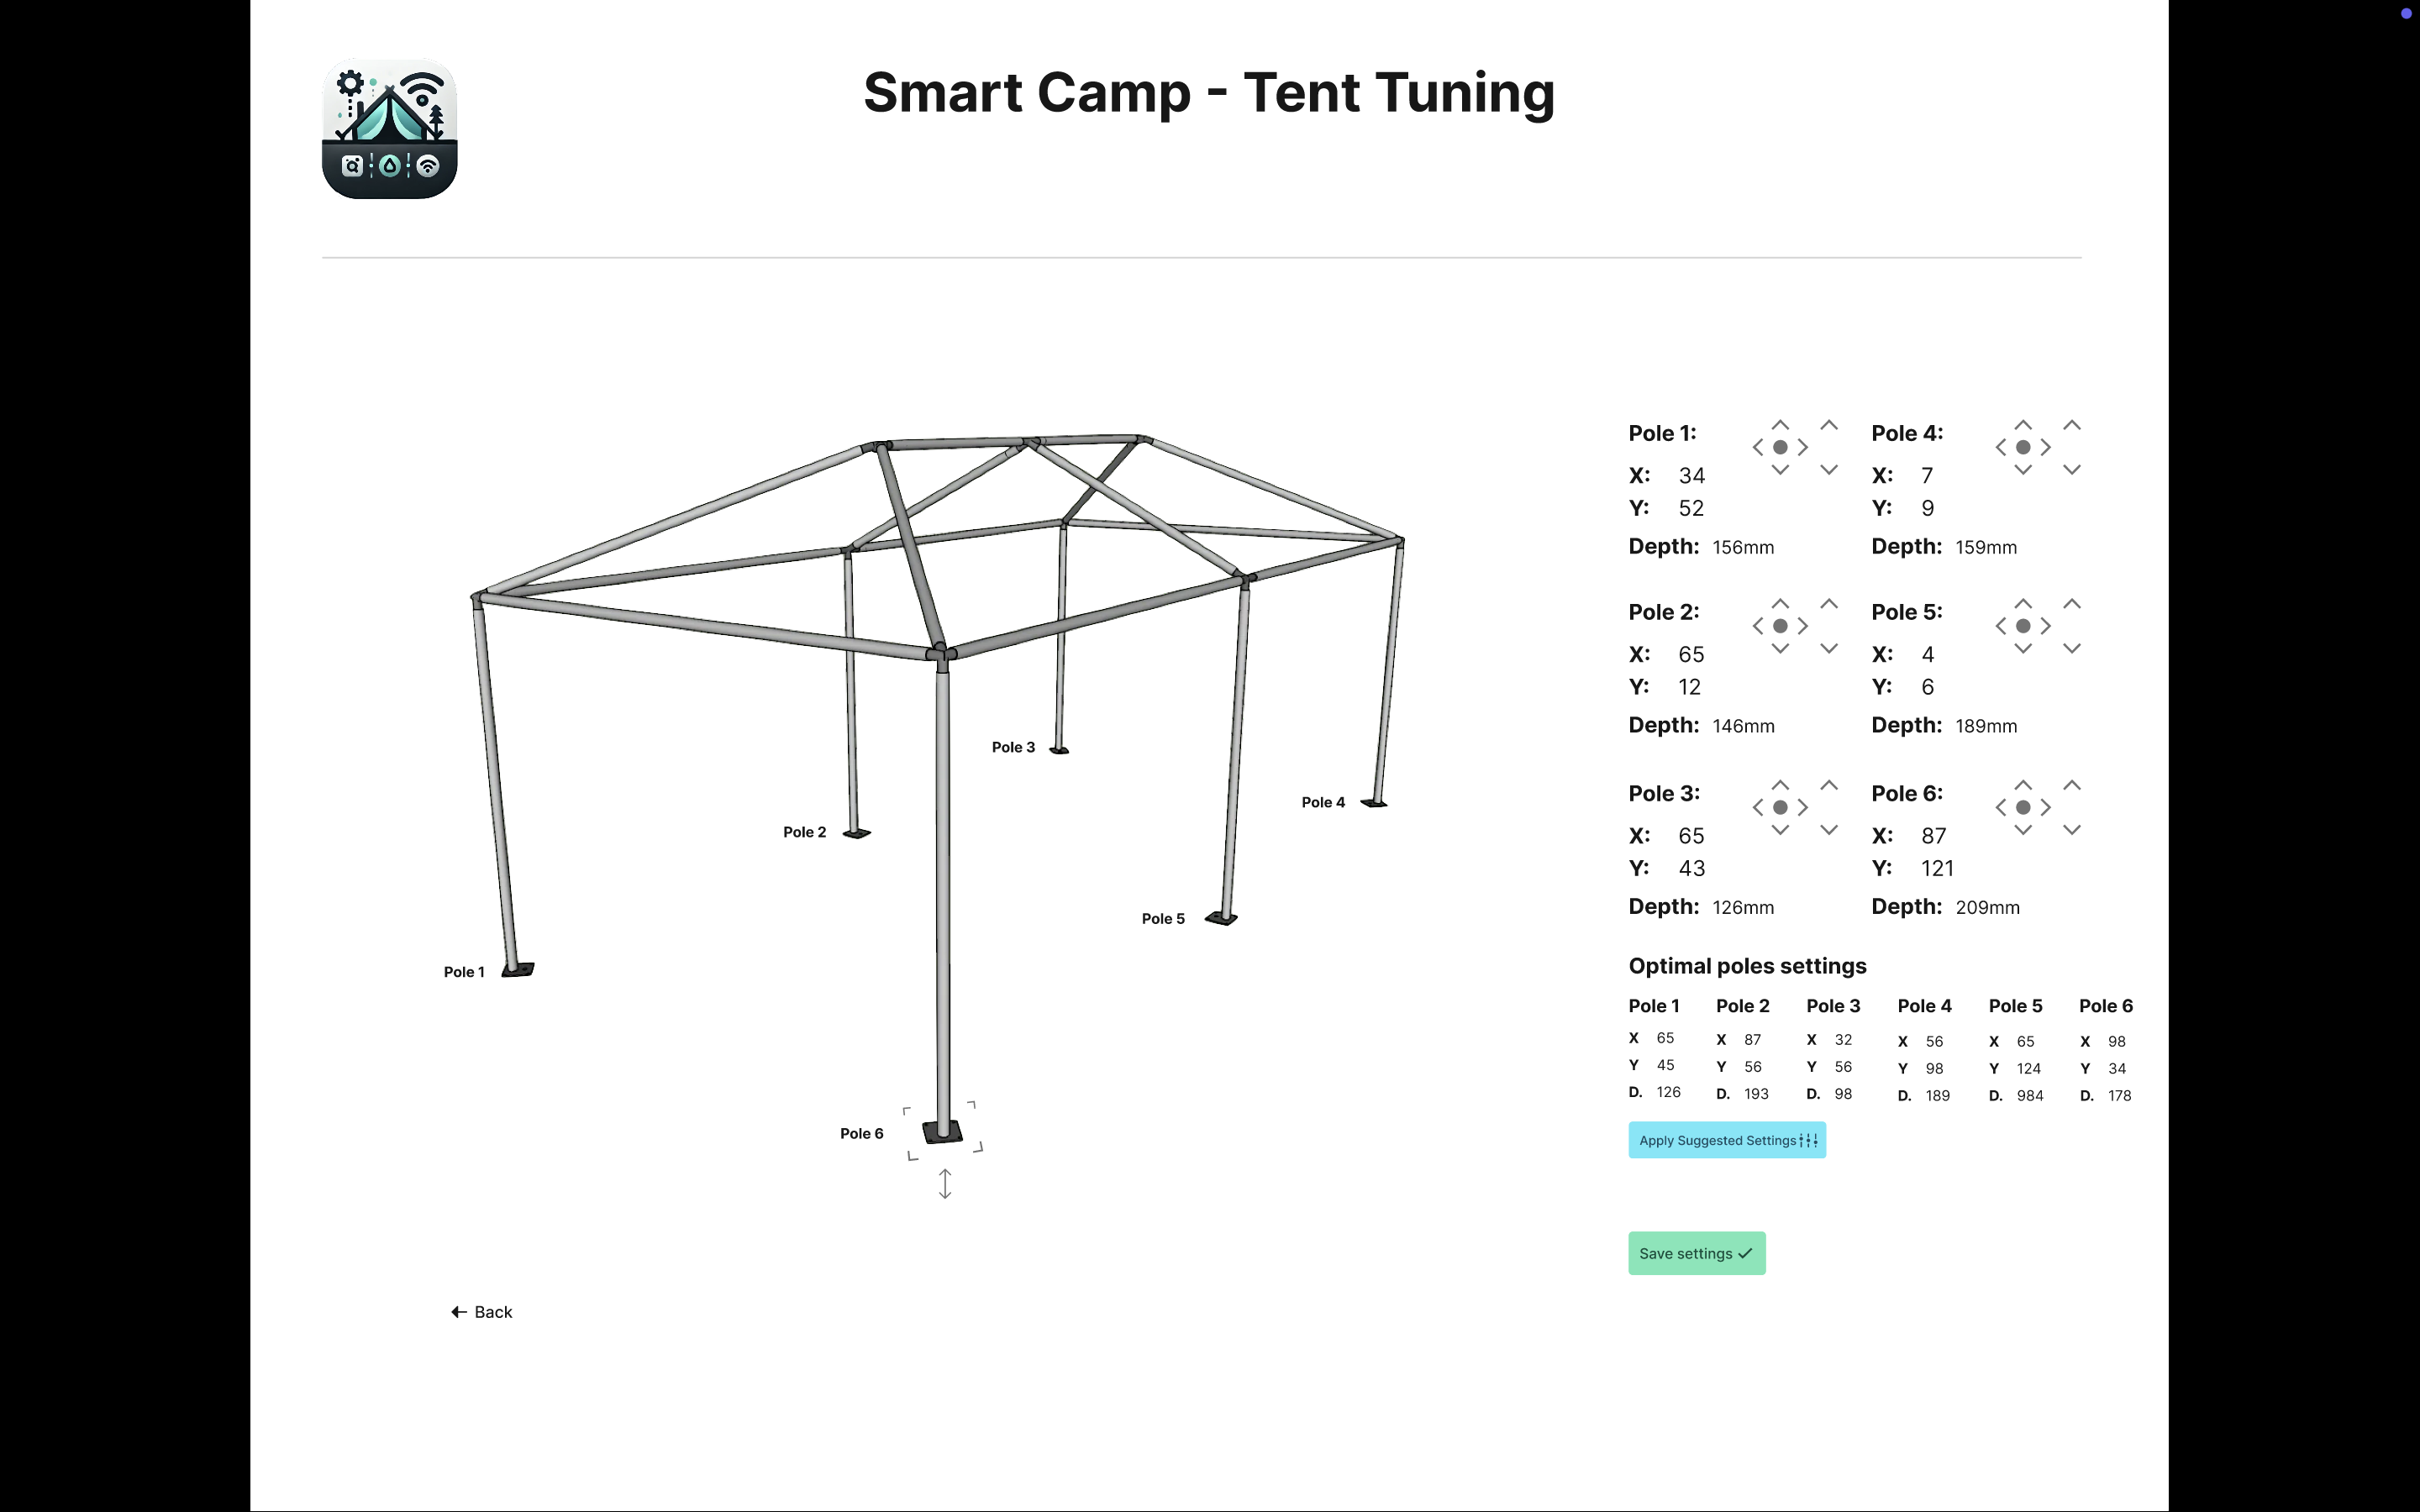 Smart Camp - Tent Tuning
Pole 3
Pole 4
Pole 2
Pole 5
Pole 1
Pole 6
Back
Pole 1:
X: 34
Y: 52
Depth: 156mm
Pole 4:
X: 7
Y: 9
Depth: 159mm
Pole 2:
X: 65
Y: 12
Depth: 146mm
Pole 5:
X: 4
Y: 6
Depth: 189mm
Pole 3:
X: 65
Y: 43
Depth: 126mm
Pole 6:
X: 87
Y: 121
Depth: 209mm
Optimal poles settings
Pole 1 Pole 2 Pole 3 Pole 4 Pole 5 Pole 6
X 65 X 87 X 32 X 56 X 65 X 98
Y 45 Y 56 Y 56 Y 98 Y 124 Y 34
D. 126 D. 193 D. 98 D. 189 D. 984 D. 178
Apply Suggested Settings
Save settings